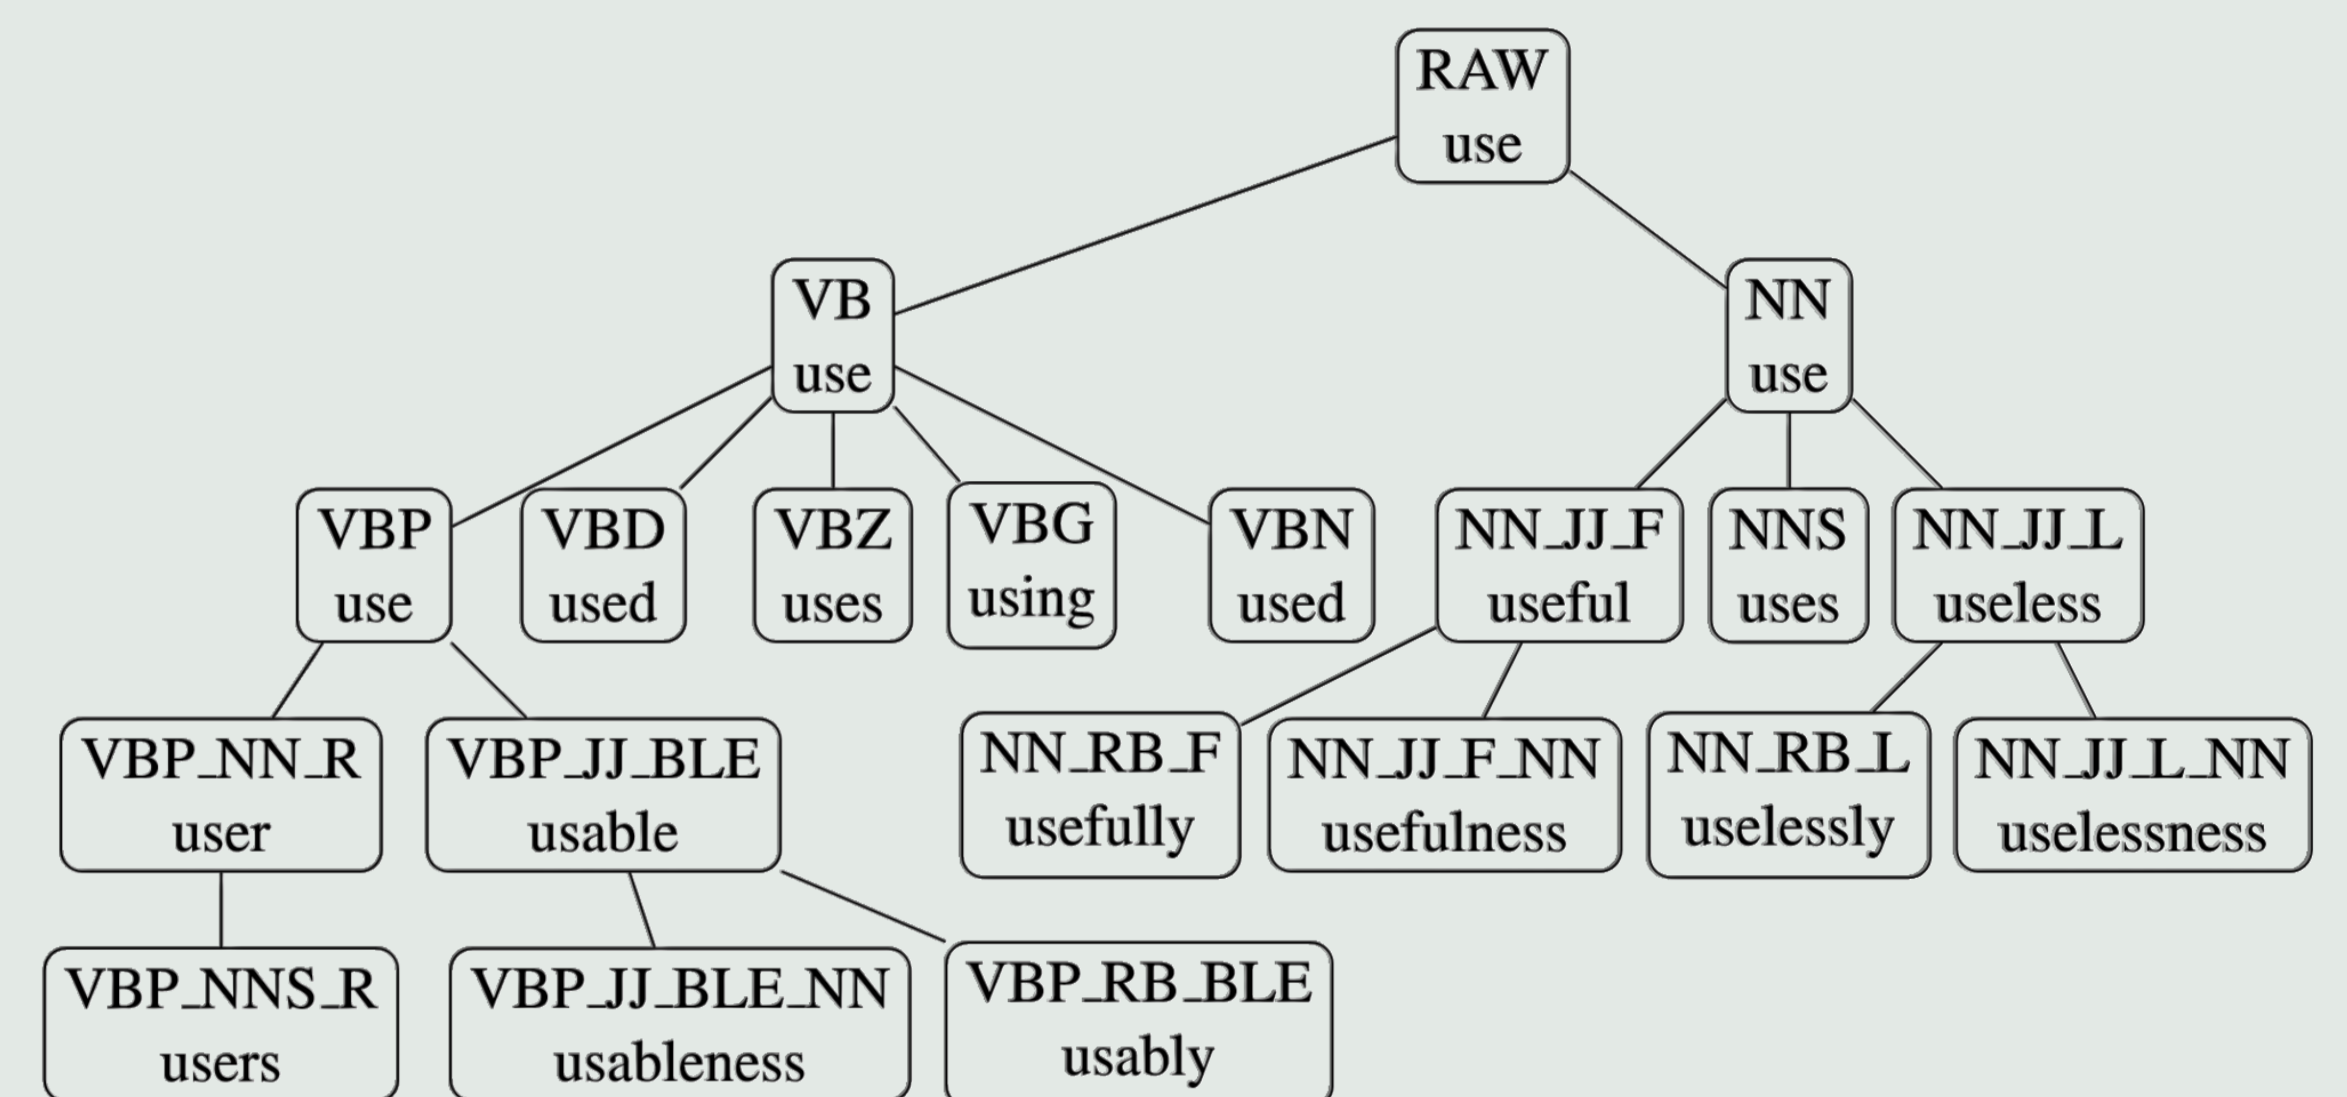 RAW
use
VB
use
NN
use
VBP
use
VBD
used
VBZ
uses
VBG
using
VBN
used
NN_JJ_F
useful
NNS
uses
NN_JJ_L
useless
VBP_NN_R
user
VBP_JJ_BLE
usable
NN_RB_F
usefully
NN_JJ_F_NN
usefulness
NN_RB_L
uselessly
NN_JJ_L_NN
uselessness
VBP_NNS_R
users
VBP_JJ_BLE_NN
usableness
VBP_RB_BLE
usably